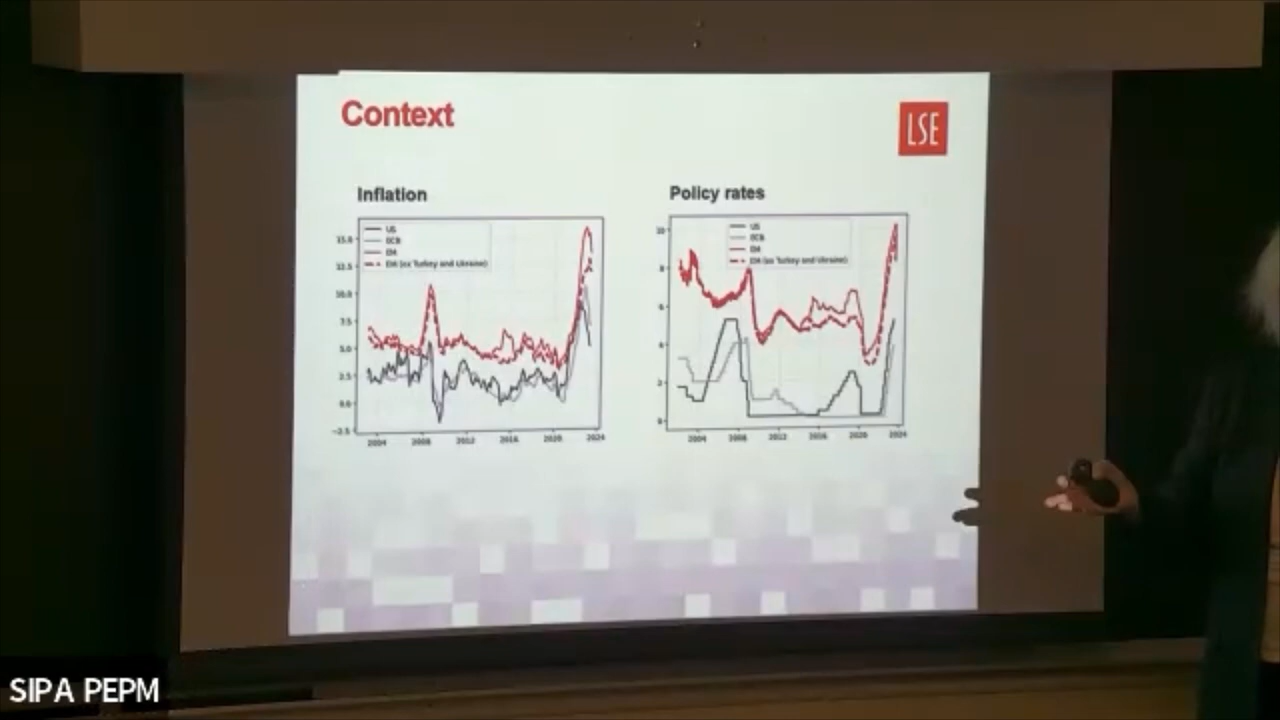 Context
LSE
Inflation
US
ECB
EM
EM (ex Turkey and Ukraine)
15.0
12.5
10.0
7.5
5.0
2.5
0.0
-2.5
2004
2008
2012
2016
2020
2024
Policy rates
US
ECB
EM
EM (ex Turkey and Ukraine)
10
8
6
4
2
0
2004
2008
2012
2016
2020
2024
SIPA PEPM